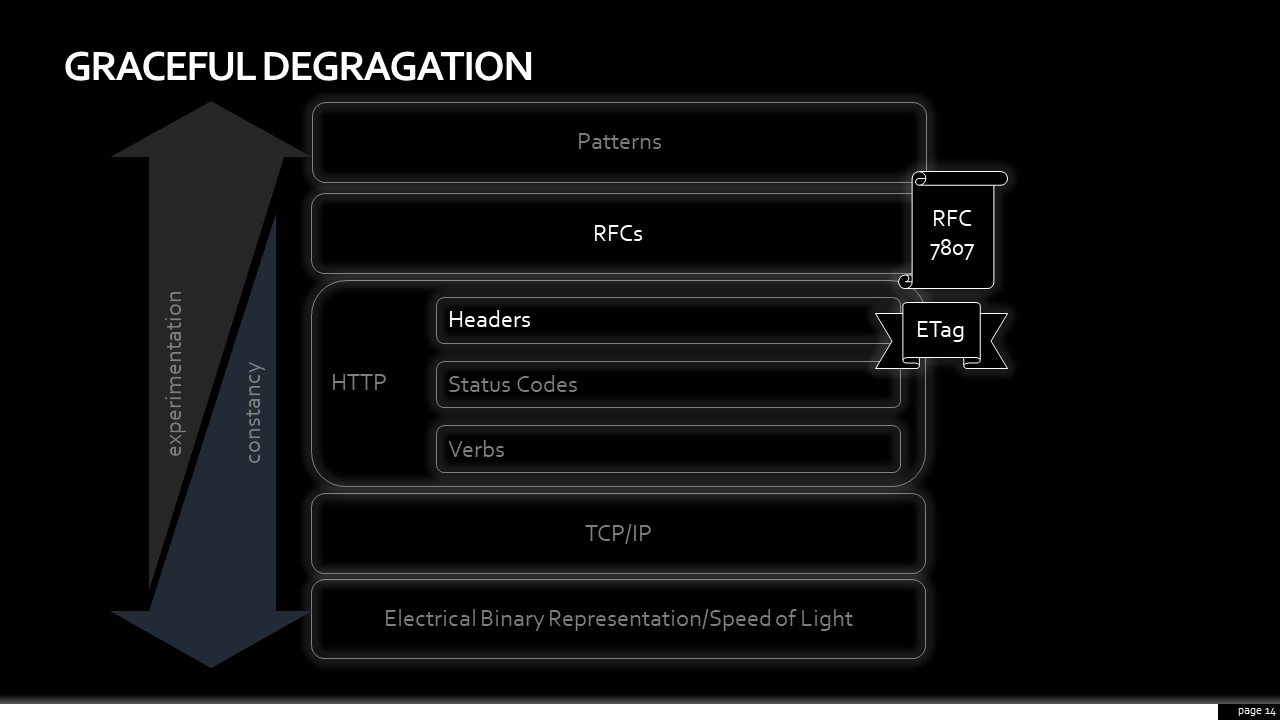 GRACEFUL DEGRAGATION
Patterns
RFCs
RFC
7807
Headers
ETag
HTTP
Status Codes
Verbs
experimentation
constancy
TCP/IP
Electrical Binary Representation/Speed of Light
page 14